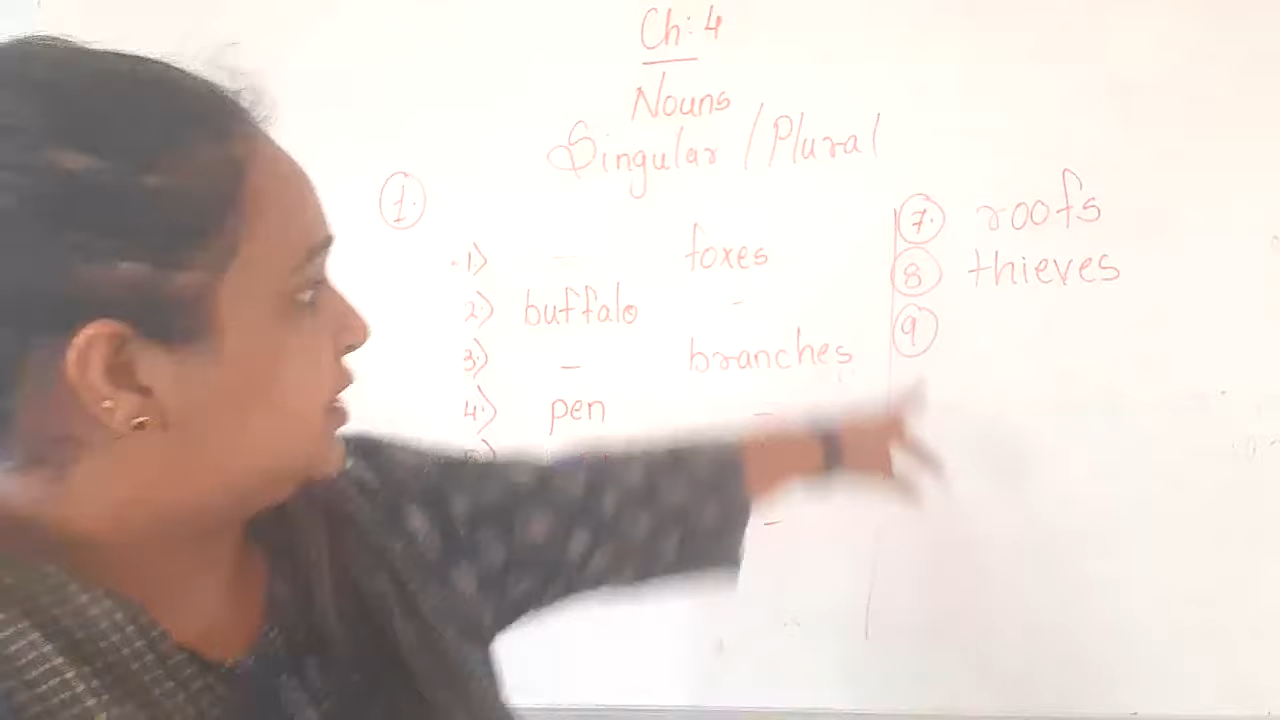 Ch: 4
Nouns
Singular / Plural
1.
1) - foxes
2.) buffalo -
3.) - branches
4.) pen -
-
7. roofs
8 thieves
9